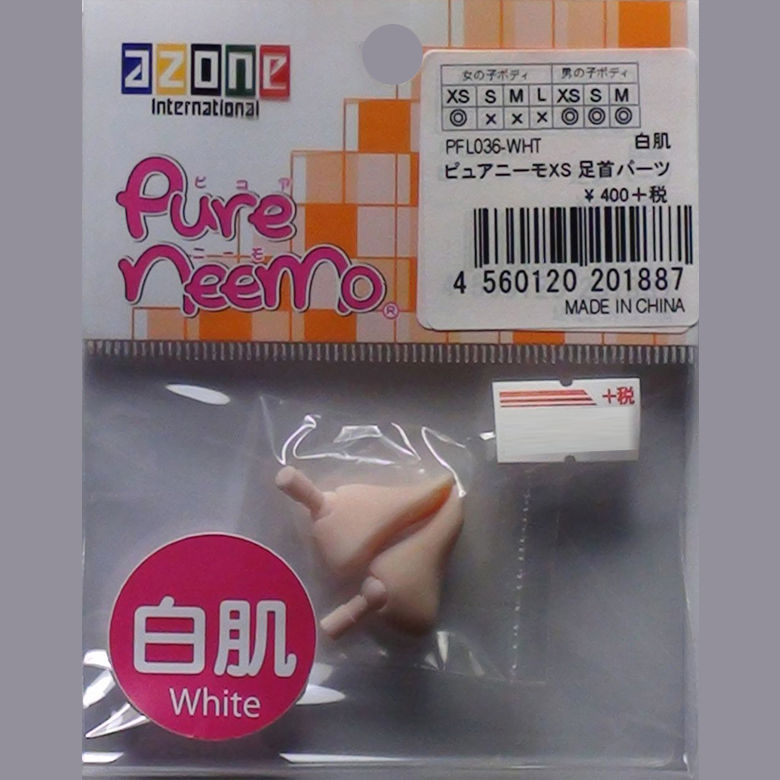 azone
International
ピュア
Pure
ニーモ
neemo®
女の子ボディ 男の子ボディ
XS S M L XS S M
◎ × × × ◎ ◎ ◎
PFL036-WHT 白肌
ピュアニーモXS 足首パーツ
¥400+税
4 560120 201887
MADE IN CHINA
+税
白肌
White